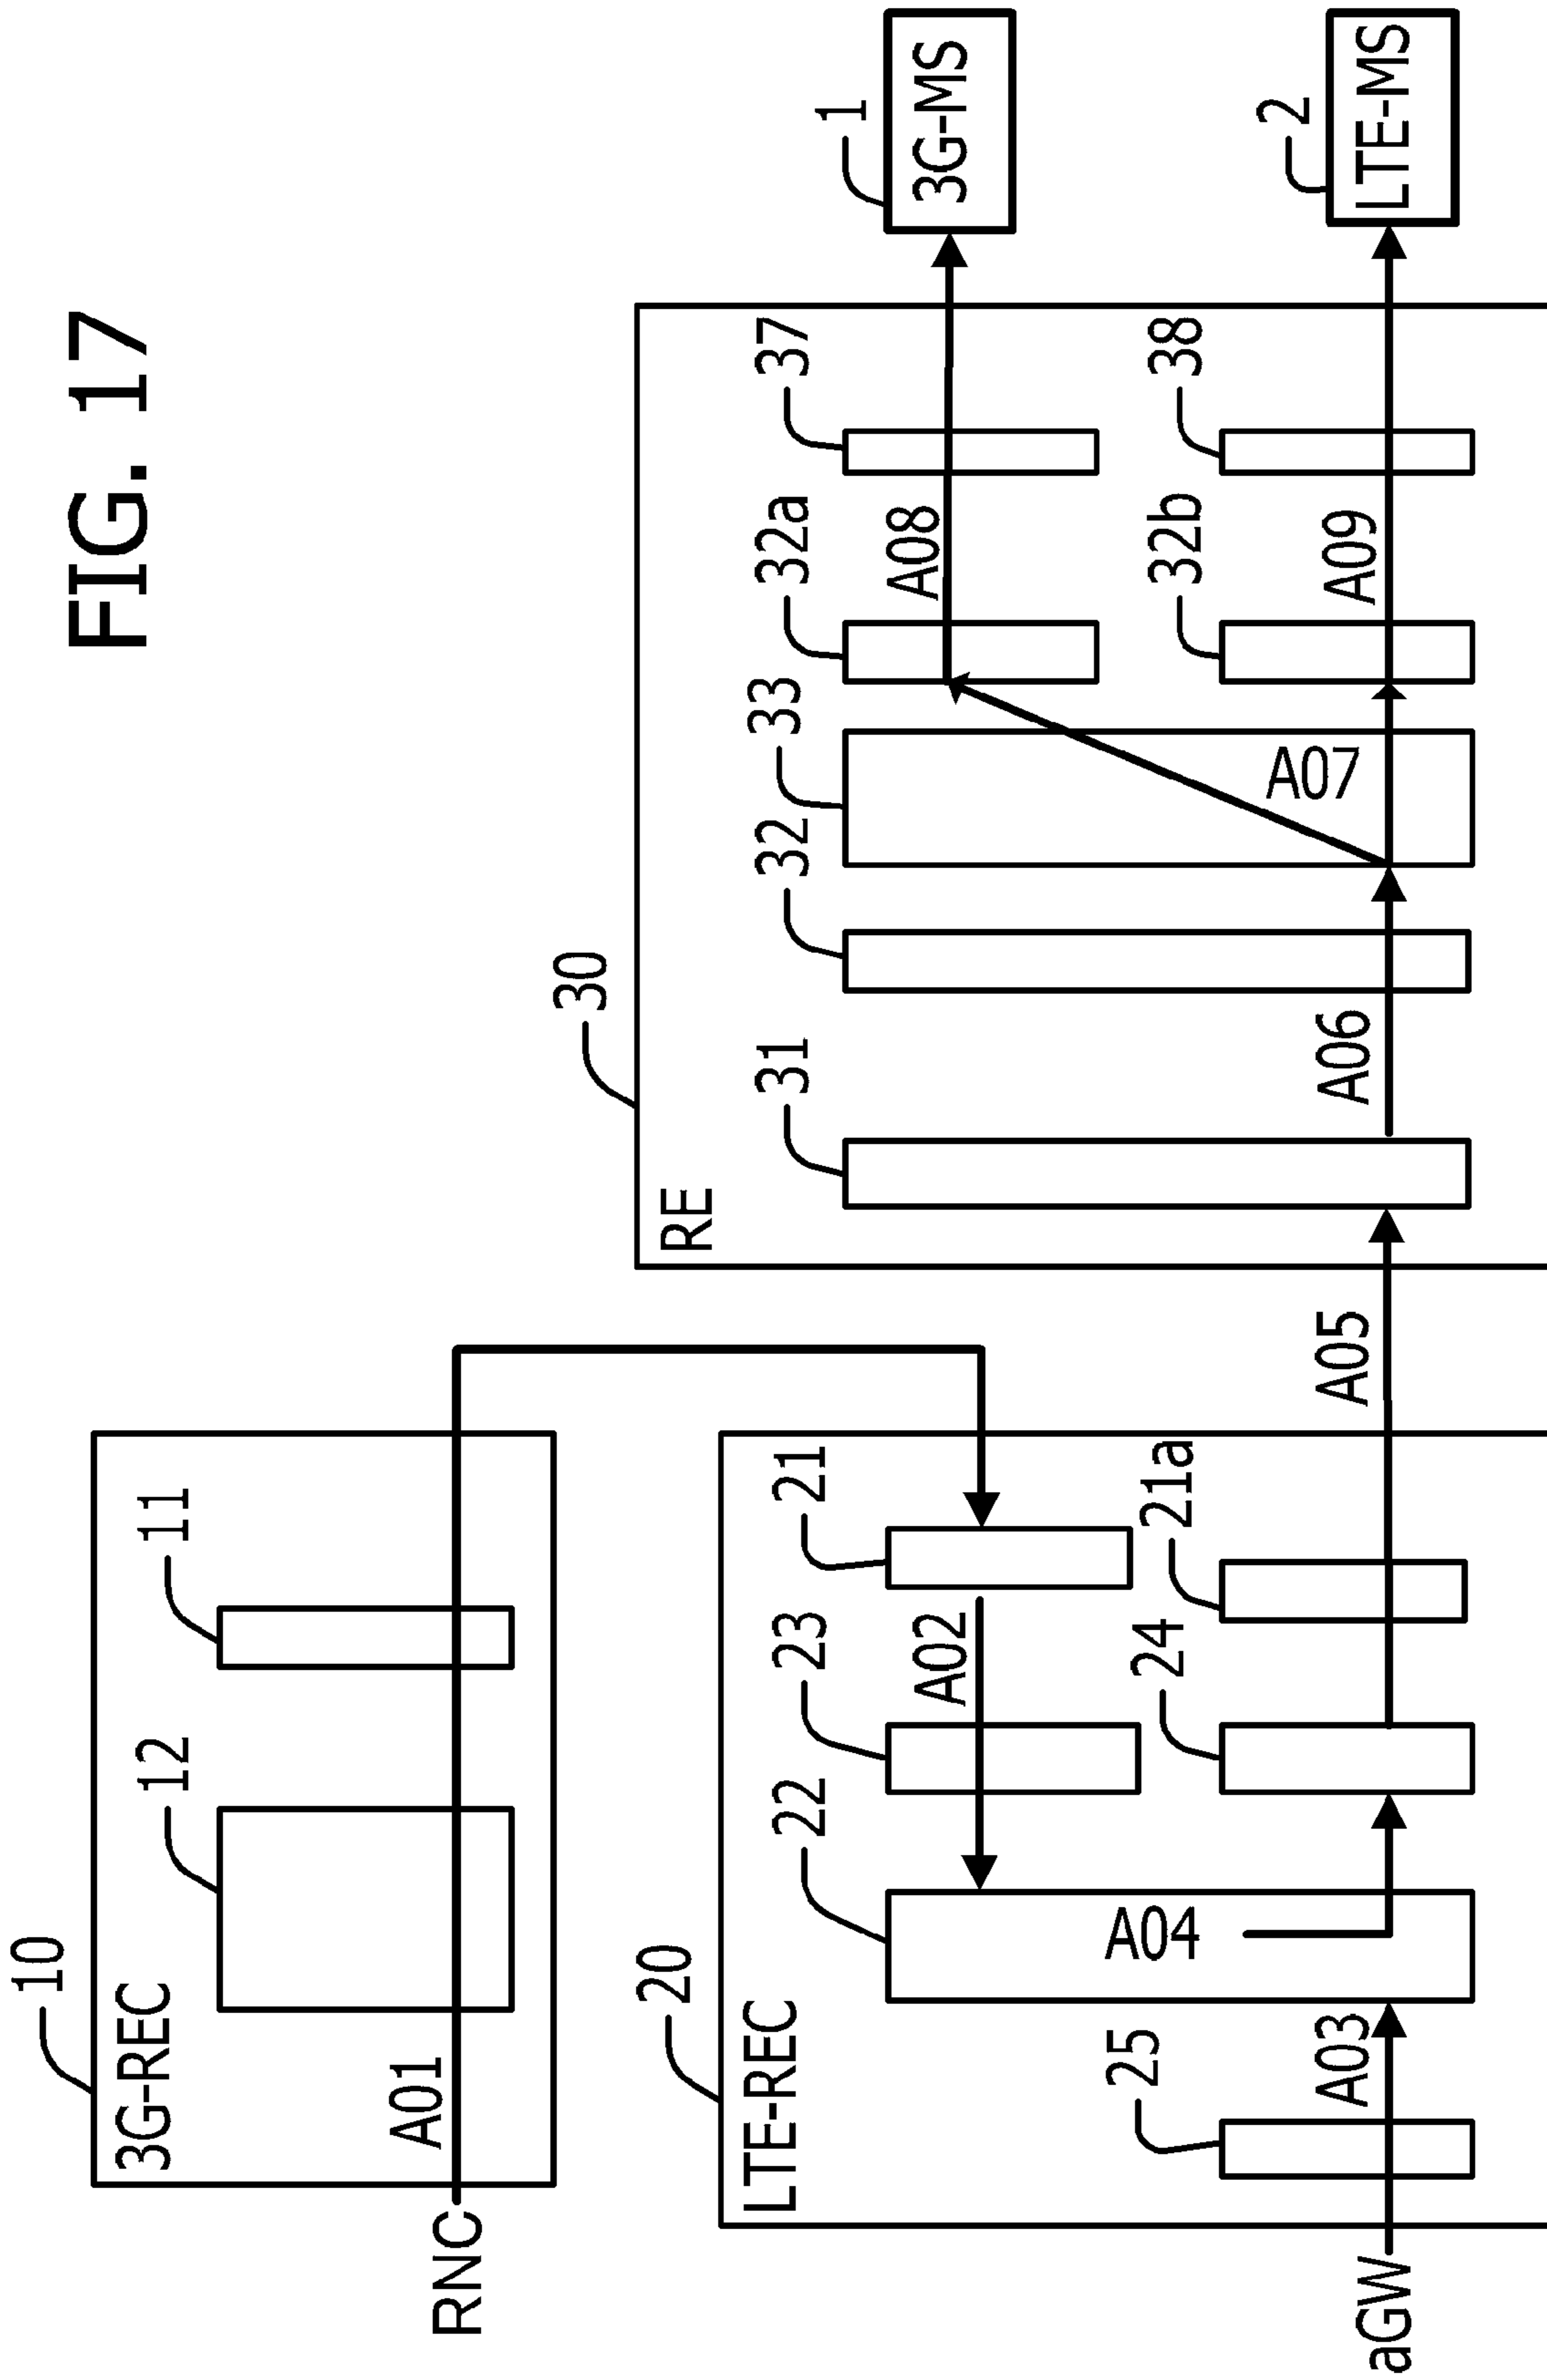 FIG. 17
10
3G-REC
12
11
RNC
A01
20
LTE-REC
22
23
21
A02
25
24
21a
A04
aGW
A03
A05
30
RE
31
32
33
32a
37
A06
A07
A08
32b
38
A09
1
3G-MS
2
LTE-MS